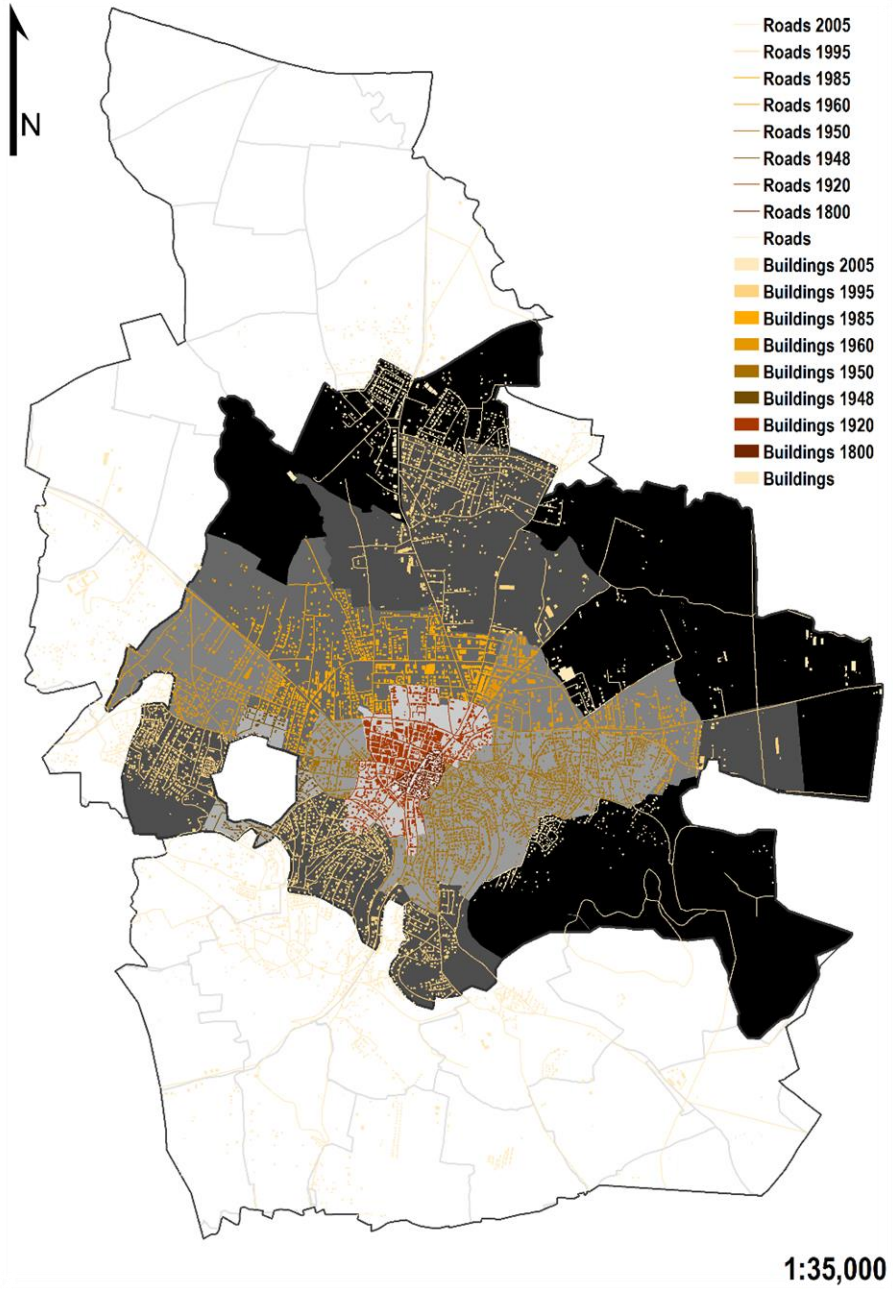 N
Roads 2005
Roads 1995
Roads 1985
Roads 1960
Roads 1950
Roads 1948
Roads 1920
Roads 1800
Roads
Buildings 2005
Buildings 1995
Buildings 1985
Buildings 1960
Buildings 1950
Buildings 1948
Buildings 1920
Buildings 1800
Buildings
1:35,000